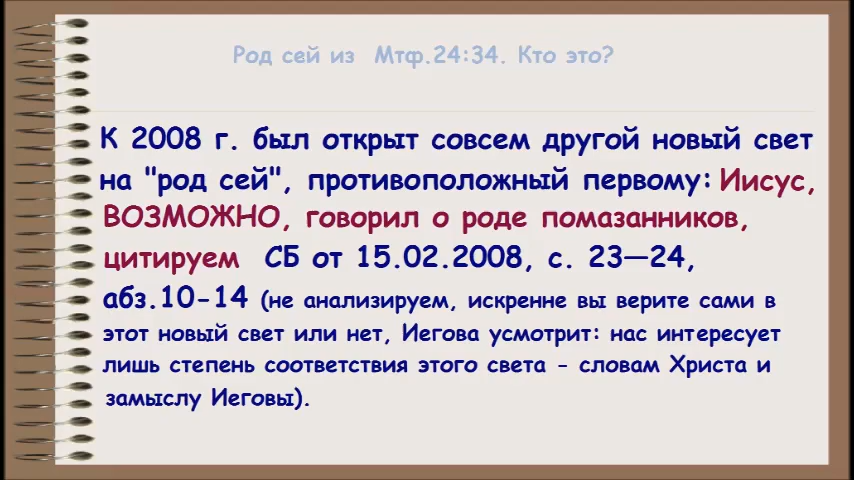 Род сей из Мтф.24:34. Кто это?
К 2008 г. был открыт совсем другой новый свет
на "род сей", противоположный первому: Иисус,
ВОЗМОЖНО, говорил о роде помазанников,
цитируем СБ от 15.02.2008, с. 23—24,
абз.10-14 (не анализируем, искренне вы верите сами в
этот новый свет или нет, Иегова усмотрит: нас интересует
лишь степень соответствия этого света - словам Христа и
замыслу Иеговы).